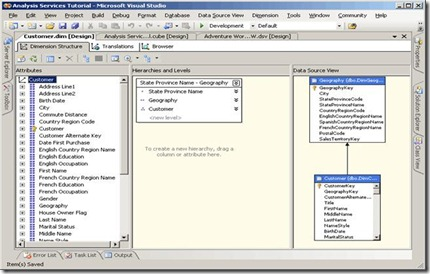 Analysis Services Tutorial - Microsoft Visual Studio
File Edit View Project Build Debug Format Database Data Source View Dimension Tools Window Community Help
Development Default
Customer.dim [Design] Analysis Servic...l.cube [Design] Adventure Wor...W.dsv [Design]
Dimension Structure Translations Browser
Attributes
Customer
Address Line1
Address Line2
Birth Date
City
Commute Distance
Country Region Name
Customer
Customer Alternate Key
Date First Purchase
English Country Region Name
English Education
English Occupation
First Name
French Country Region Name
French Education
French Occupation
Gender
Geography
House Owner Flag
Last Name
Marital Status
Middle Name
Name Style
Hierarchies and Levels
State Province Name - Geography
State Province Name
Geography
Customer
<new level>
To create a new hierarchy, drag a
column or attribute here.
Data Source View
Geography (dbo.DimGeog...
GeographyKey
City
StateProvinceCode
StateProvinceName
CountryRegionCode
EnglishCountryRegionNa...
SpanishCountryRegionNa...
FrenchCountryRegionName
PostalCode
SalesTerritoryKey
Customer (dbo.DimCust...
CustomerKey
GeographyKey
CustomerAlternate...
Title
FirstName
MiddleName
LastName
NameStyle
BirthDate
MaritalStatus
Server Explorer
Toolbox
Properties
Solution Explorer
Class View
Error List Task List Output
Item(s) Saved